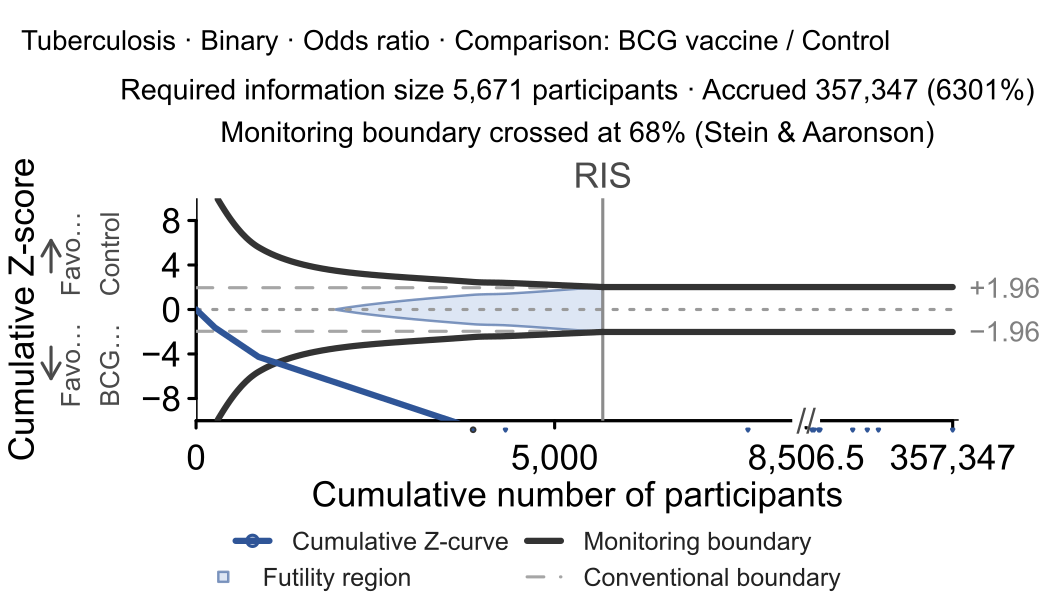 Tuberculosis · Binary · Odds ratio · Comparison: BCG vaccine / Control
Required information size 5,671 participants · Accrued 357,347 (6301%)
Monitoring boundary crossed at 68% (Stein & Aaronson)
RIS
Cumulative Z-score
Favo… Control
Favo… BCG…
8
4
0
−4
−8
+1.96
−1.96
0
5,000
8,506.5
357,347
Cumulative number of participants
Cumulative Z-curve
Monitoring boundary
Futility region
Conventional boundary